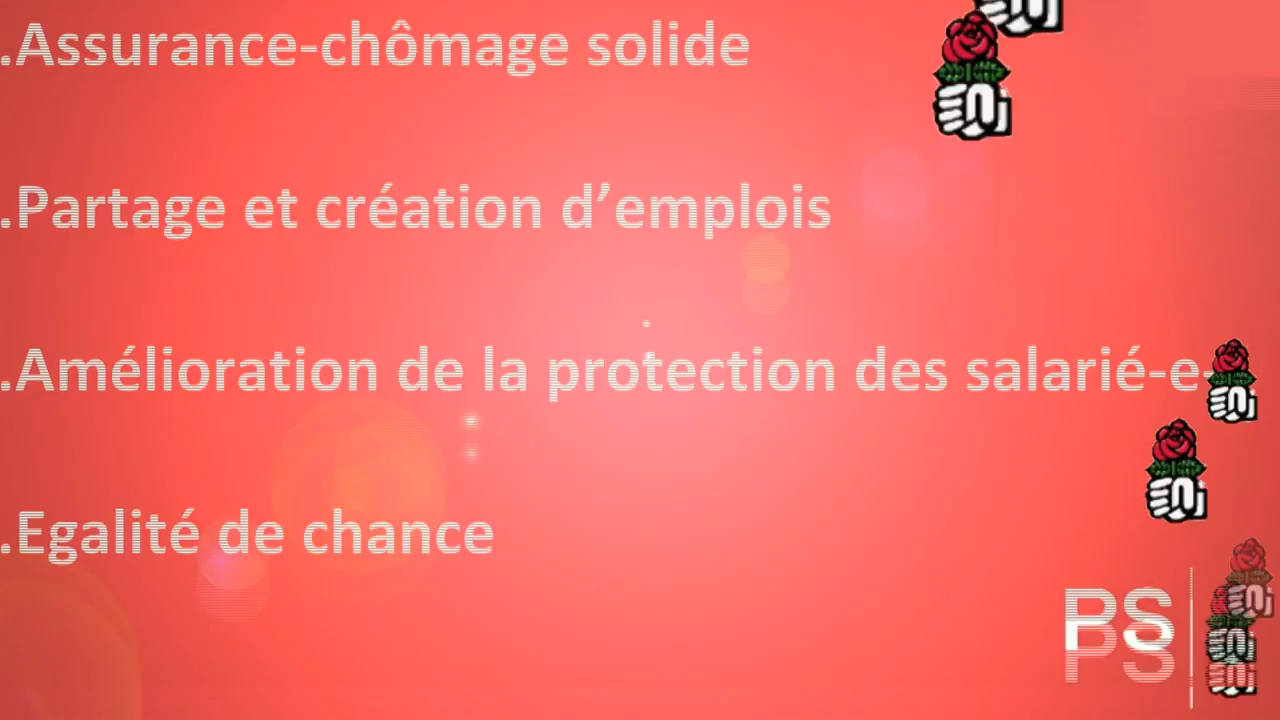 .Assurance-chômage solide
.Partage et création d’emplois
.Amélioration de la protection des salarié-e-
.Egalité de chance
PS